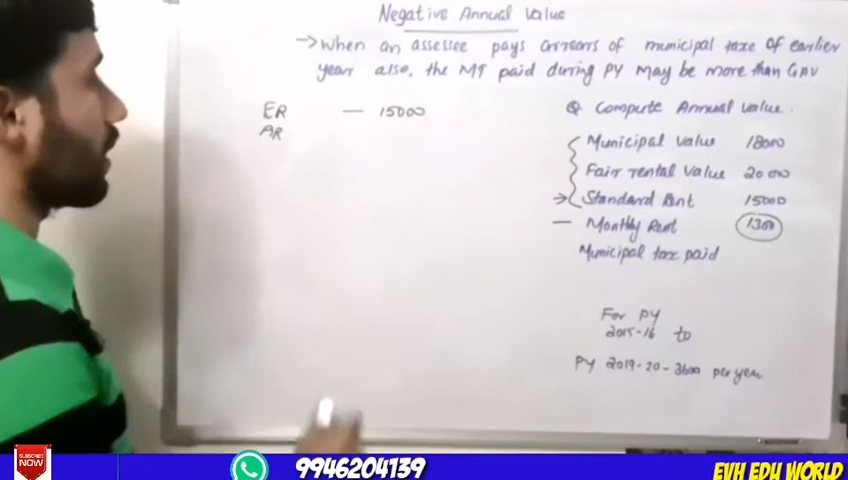 Negative Annual Value
→ When an assessee pays arrears of municipal taxe of earlier
year also, the MT paid during PY may be more than GAV
ER — 15000
AR
Q Compute Annual value.
Municipal value 18000
Fair rental value 20000
→ Standard Rent 15000
— Monthly Rent 1300
Municipal tax paid
For PY
2015-16 to
PY 2019-20-3600 per year
SUBSCRIBE
NOW
9946204139
EVH EDU WORLD